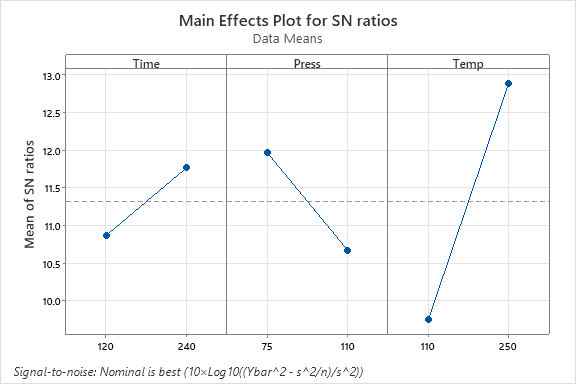 Main Effects Plot for SN ratios
Data Means
Time Press Temp
Mean of SN ratios
13.0
12.5
12.0
11.5
11.0
10.5
10.0
120 240 75 110 110 250
Signal-to-noise: Nominal is best (10×Log10((Ybar^2 - s^2/n)/s^2))